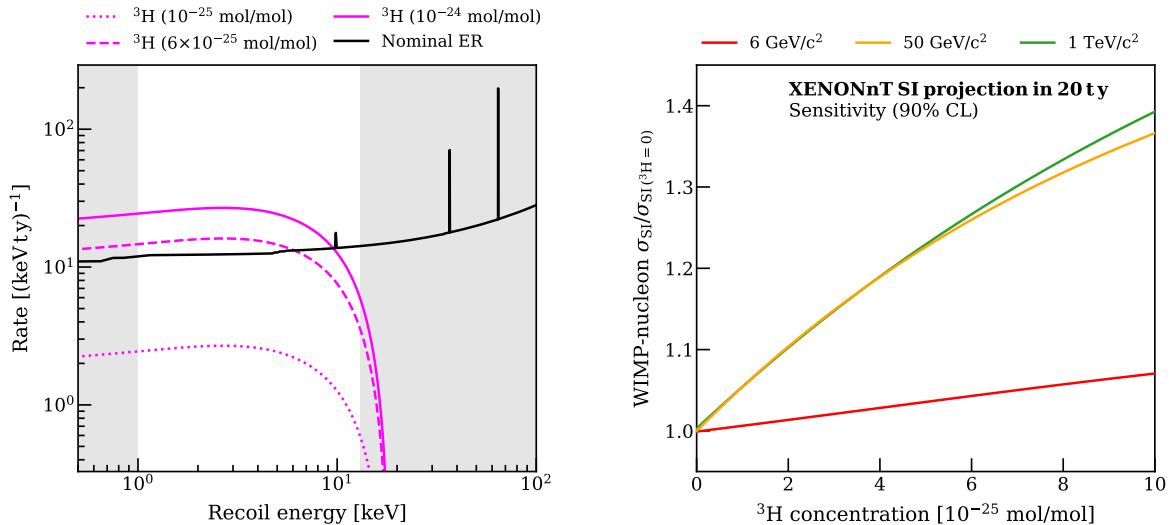 ³H (10⁻²⁵ mol/mol)
³H (6×10⁻²⁵ mol/mol)
³H (10⁻²⁴ mol/mol)
Nominal ER
Rate [(keV t y)⁻¹]
10²
10¹
10⁰
10⁰
10¹
10²
Recoil energy [keV]
6 GeV/c²
50 GeV/c²
1 TeV/c²
XENONnT SI projection in 20 t y
Sensitivity (90% CL)
WIMP-nucleon σ_SI/σ_SI (³H = 0)
1.4
1.3
1.2
1.1
1.0
0
2
4
6
8
10
³H concentration [10⁻²⁵ mol/mol]